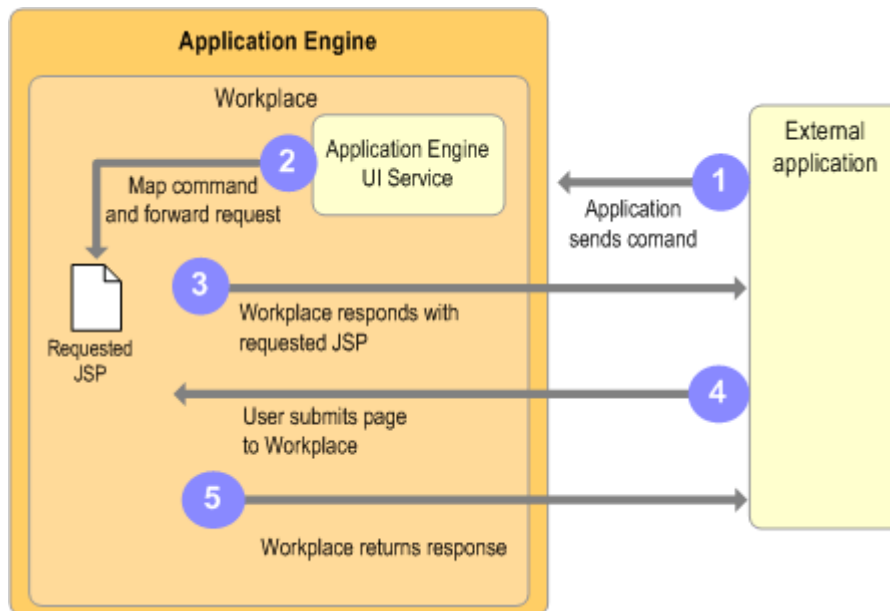 Application Engine
Workplace
Application Engine
UI Service
2
Map command
and forward request
Requested
JSP
External
application
1
Application
sends comand
3
Workplace responds with
requested JSP
4
User submits page
to Workplace
5
Workplace returns response